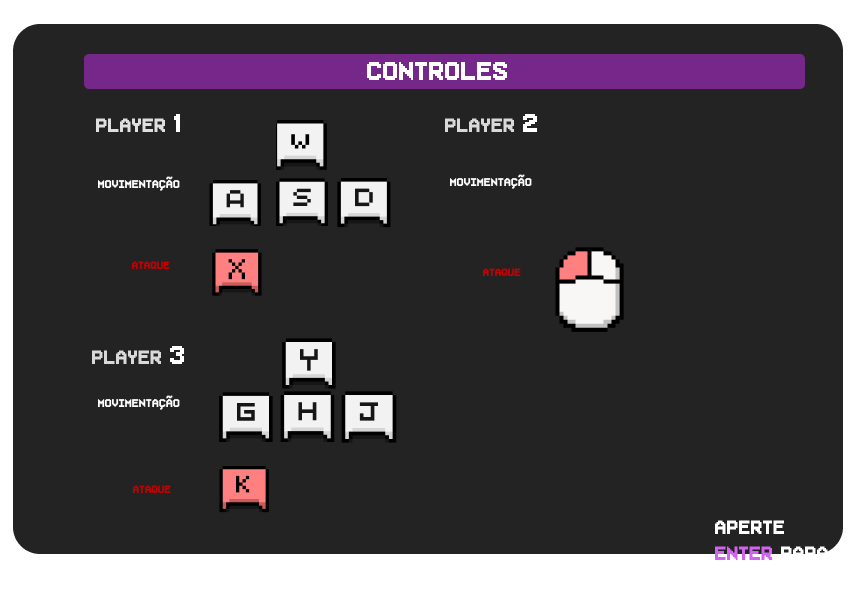 CONTROLES
PLAYER 1
W
MOVIMENTAÇÃO
A S D
ATAQUE
X
PLAYER 2
MOVIMENTAÇÃO
ATAQUE
PLAYER 3
Y
MOVIMENTAÇÃO
G H J
ATAQUE
K
APERTE
ENTER PARA